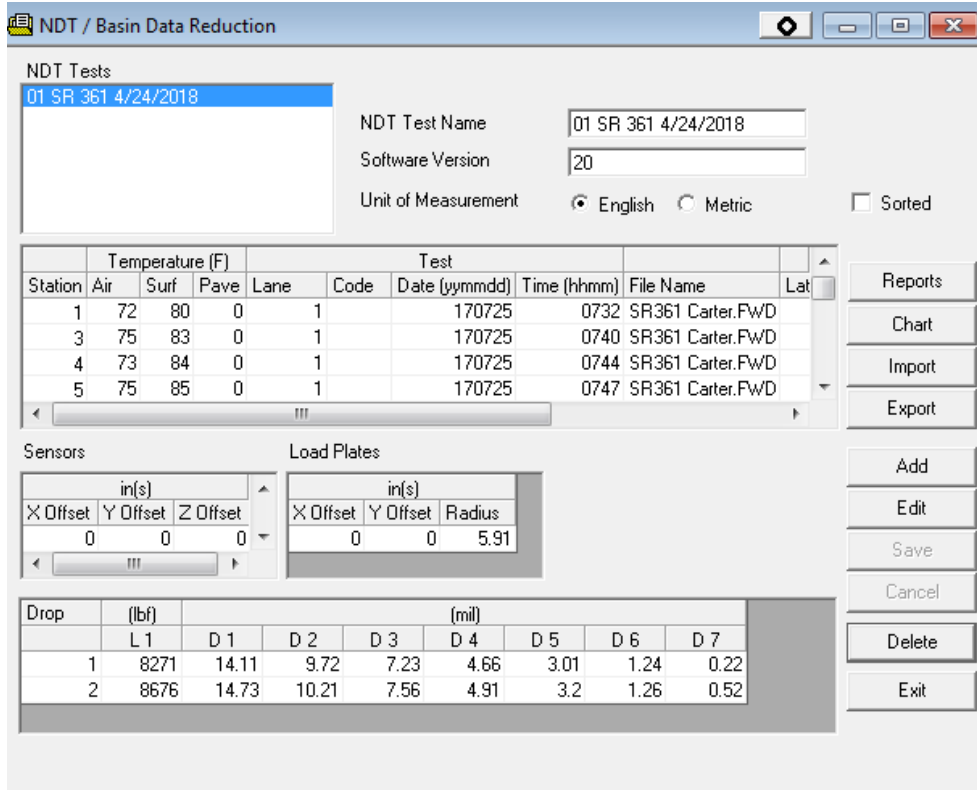 NDT / Basin Data Reduction
NDT Tests
01 SR 361 4/24/2018
NDT Test Name 01 SR 361 4/24/2018
Software Version 20
Unit of Measurement English Metric Sorted
Temperature (F) Test
Station Air Surf Pave Lane Code Date (yymmdd) Time (hhmm) File Name Lat
1 72 80 0 1 170725 0732 SR361 Carter.FWD
3 75 83 0 1 170725 0740 SR361 Carter.FWD
4 73 84 0 1 170725 0744 SR361 Carter.FWD
5 75 85 0 1 170725 0747 SR361 Carter.FWD
Reports
Chart
Import
Export
Sensors Load Plates
in(s) in(s)
X Offset Y Offset Z Offset X Offset Y Offset Radius
0 0 0 0 0 5.91
Add
Edit
Save
Cancel
Delete
Exit
Drop (lbf) (mil)
L 1 D 1 D 2 D 3 D 4 D 5 D 6 D 7
1 8271 14.11 9.72 7.23 4.66 3.01 1.24 0.22
2 8676 14.73 10.21 7.56 4.91 3.2 1.26 0.52